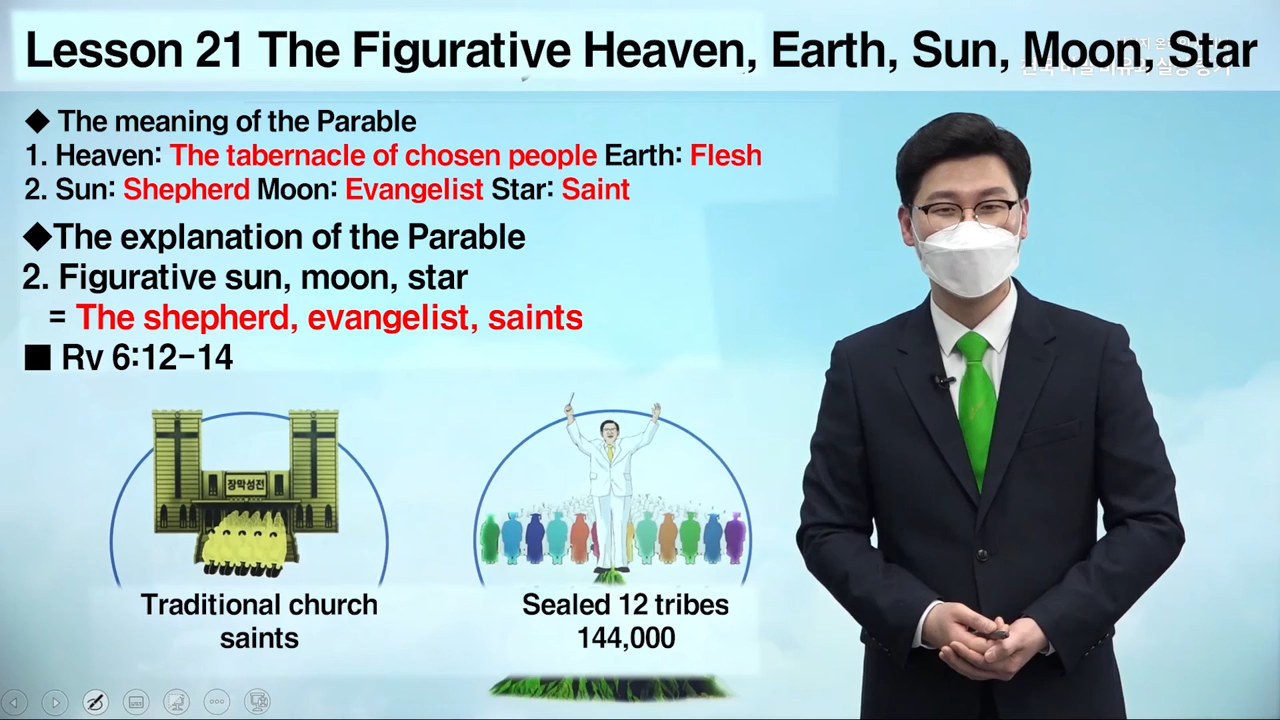 Lesson 21 The Figurative Heaven, Earth, Sun, Moon, Star
◆ The meaning of the Parable
1. Heaven: The tabernacle of chosen people Earth: Flesh
2. Sun: Shepherd Moon: Evangelist Star: Saint
◆The explanation of the Parable
2. Figurative sun, moon, star
= The shepherd, evangelist, saints
■ Rv 6:12-14
장막성전
Traditional church
saints
Sealed 12 tribes
144,000